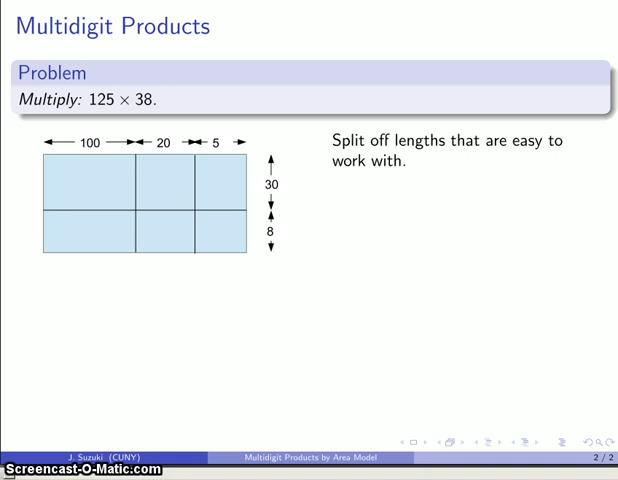 Multidigit Products
Problem
Multiply: 125 × 38.
100 20 5
Split off lengths that are easy to
work with.
30
8
J. Suzuki (CUNY) Multidigit Products by Area Model 2 / 2
Screencast-O-Matic.com